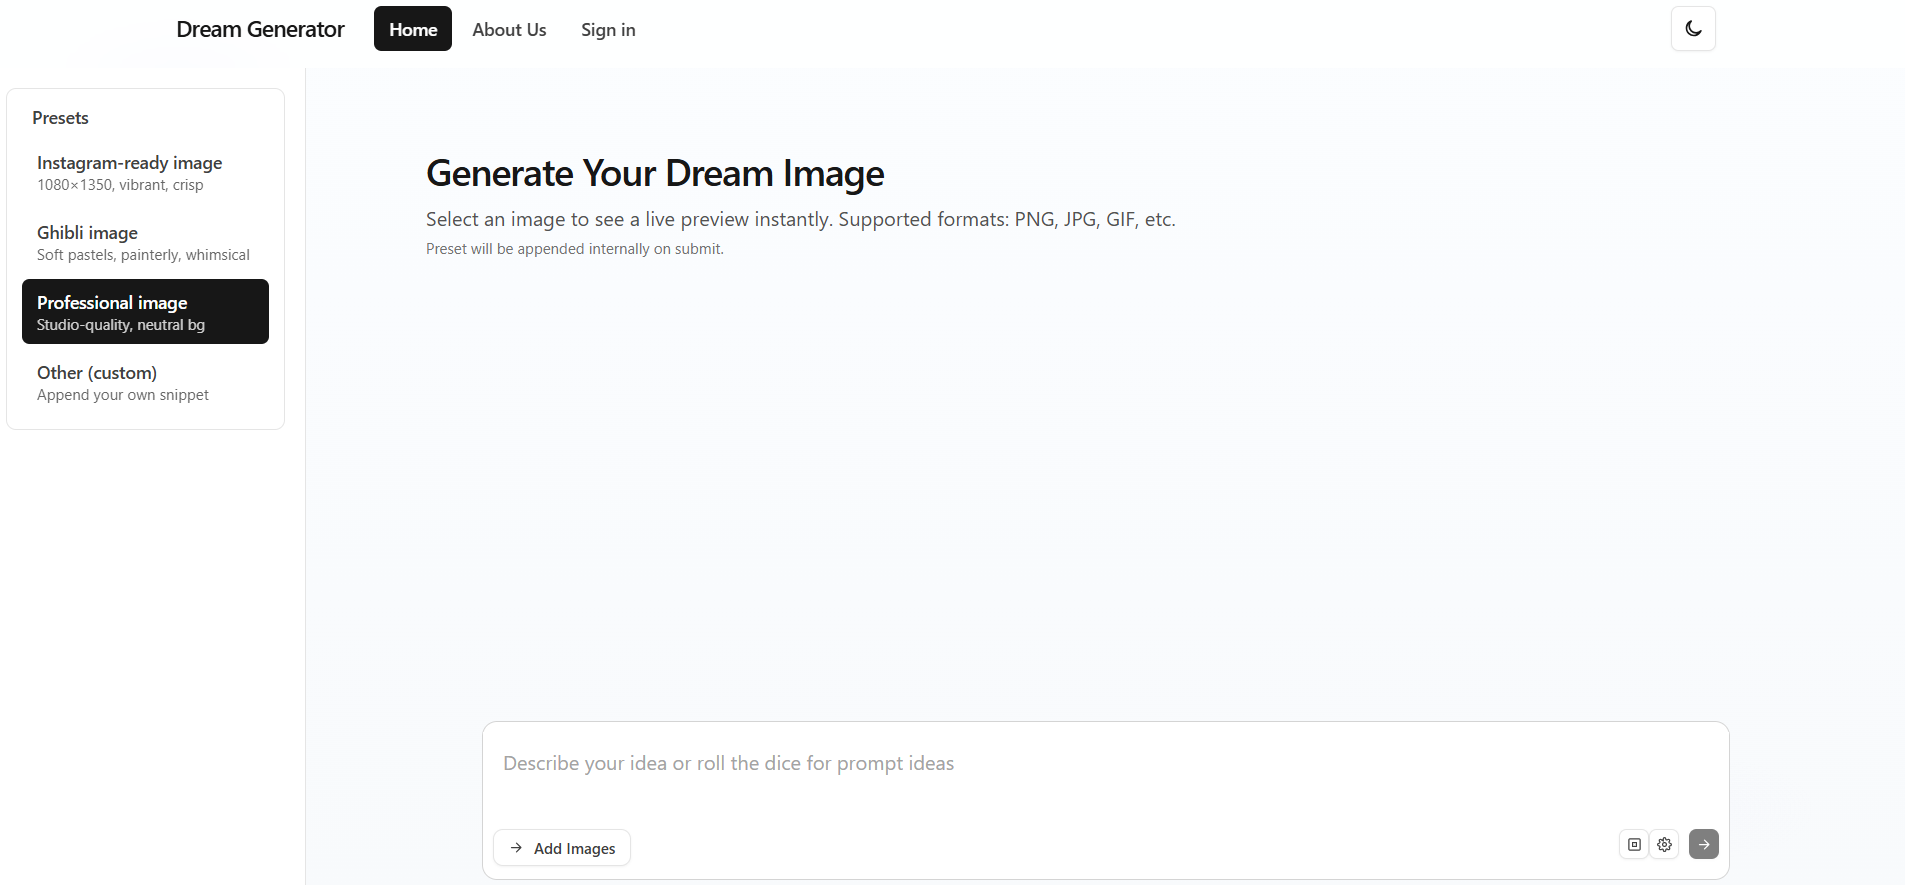 Dream Generator
Home
About Us
Sign in
Presets
Instagram-ready image
1080×1350, vibrant, crisp
Ghibli image
Soft pastels, painterly, whimsical
Professional image
Studio-quality, neutral bg
Other (custom)
Append your own snippet
Generate Your Dream Image
Select an image to see a live preview instantly. Supported formats: PNG, JPG, GIF, etc.
Preset will be appended internally on submit.
Describe your idea or roll the dice for prompt ideas
Add Images